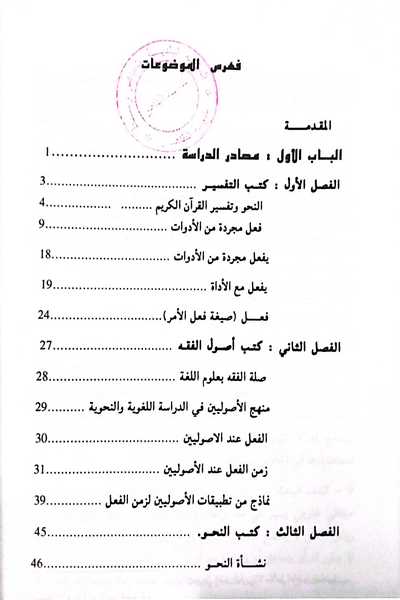 فهرس الموضوعات
المقدمة
الباب الأول : مصادر الدراسة ........................... 1
الفصل الأول : كتب التفسير ........................... 3
النحو وتفسير القرآن الكريم ......... ................. 4
فعل مجردة من الأدوات ........................... 9
يفعل مجردة من الأدوات ........................... 18
يفعل مع الأداة ........................... 19
فعل (صيغة فعل الأمر) ........................... 24
الفصل الثاني : كتب أصول الفقه ........................... 27
صلة الفقه بعلوم اللغة ........................... 28
منهج الأصوليين في الدراسة اللغوية والنحوية .......... 29
الفعل عند الاصوليين ........................... 30
زمن الفعل عند الأصوليين ........................... 31
نماذج من تطبيقات الأصوليين لزمن الفعل .......... 39
الفصل الثالث : كتب النحو. ........................... 45
نشأة النحو ........................... 46